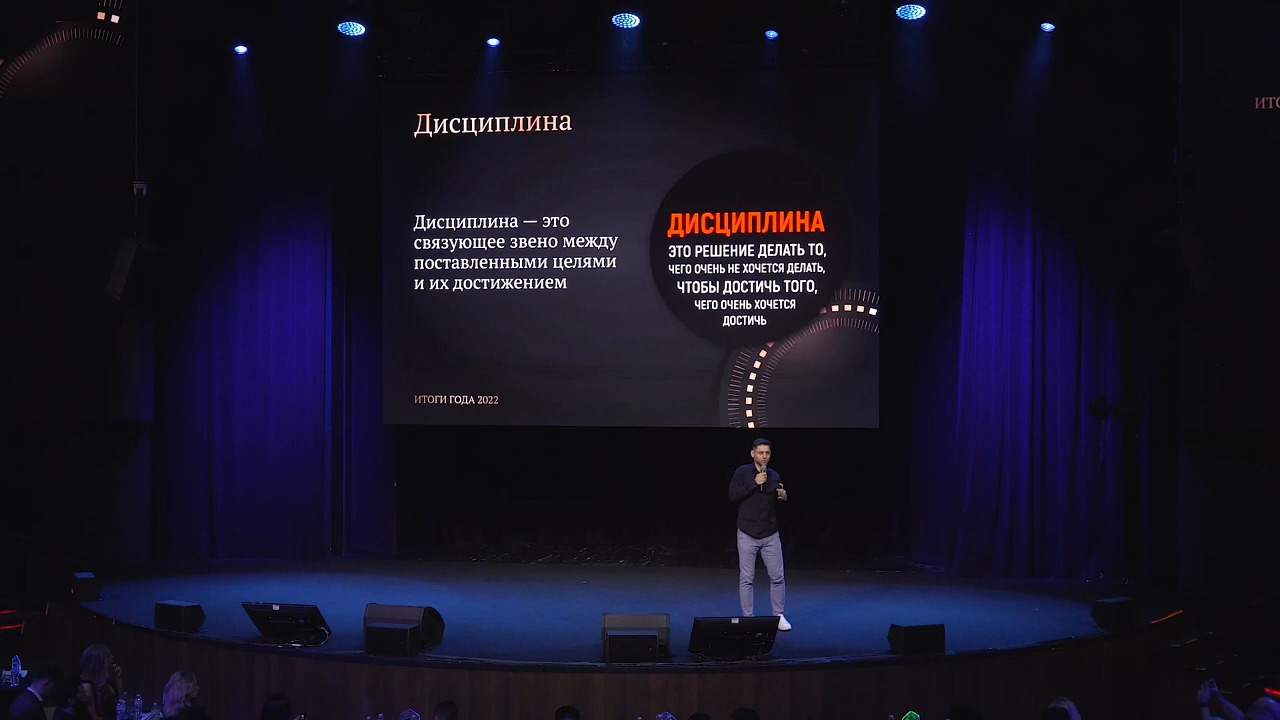 Дисциплина
Дисциплина — это
связующее звено между
поставленными целями
и их достижением
ДИСЦИПЛИНА
ЭТО РЕШЕНИЕ ДЕЛАТЬ ТО,
ЧЕГО ОЧЕНЬ НЕ ХОЧЕТСЯ ДЕЛАТЬ,
ЧТОБЫ ДОСТИЧЬ ТОГО,
ЧЕГО ОЧЕНЬ ХОЧЕТСЯ
ДОСТИЧЬ
ИТОГИ ГОДА 2022